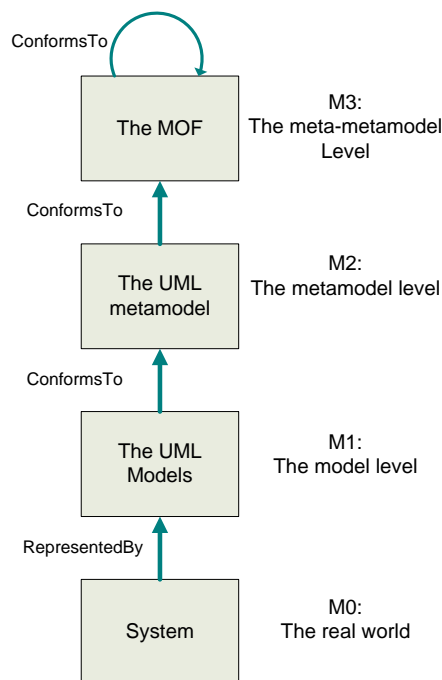 ConformsTo
The MOF
M3:
The meta-metamodel
Level
ConformsTo
The UML
metamodel
M2:
The metamodel level
ConformsTo
The UML
Models
M1:
The model level
RepresentedBy
System
M0:
The real world